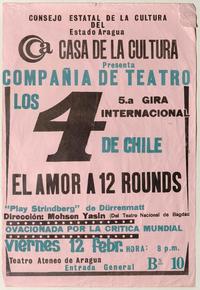 CONSEJO ESTATAL DE LA CULTURA
DEL
Estado Aragua
Ca CASA DE LA CULTURA
Presenta
COMPAÑIA DE TEATRO
LOS 4 DE CHILE
5.a GIRA
INTERNACIONAL
EL AMOR A 12 ROUNDS
"Play Strindberg" de Dürrenmatt
Dirección: Mohsen Yasin (Del Teatro Nacional de Bagdad
OVACIONADA POR LA CRITICA MUNDIAL
viernes 12 febr. HORA: 8 p.m.
Teatro Ateneo de Aragua
Entrada General Bs 10